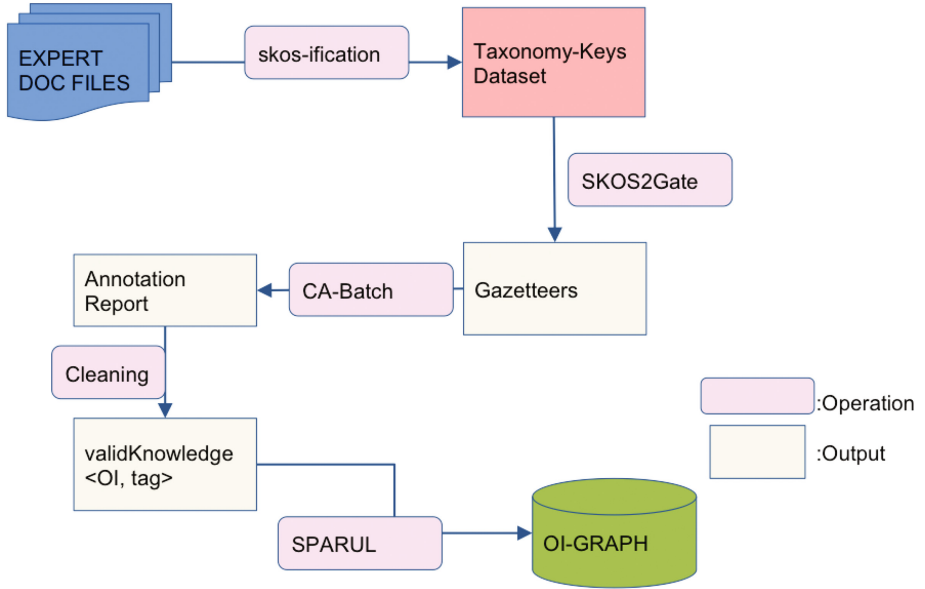 EXPERT
DOC FILES
skos-ification
Taxonomy-Keys
Dataset
SKOS2Gate
Gazetteers
CA-Batch
Annotation
Report
Cleaning
validKnowledge
<OI, tag>
SPARUL
OI-GRAPH
:Operation
:Output